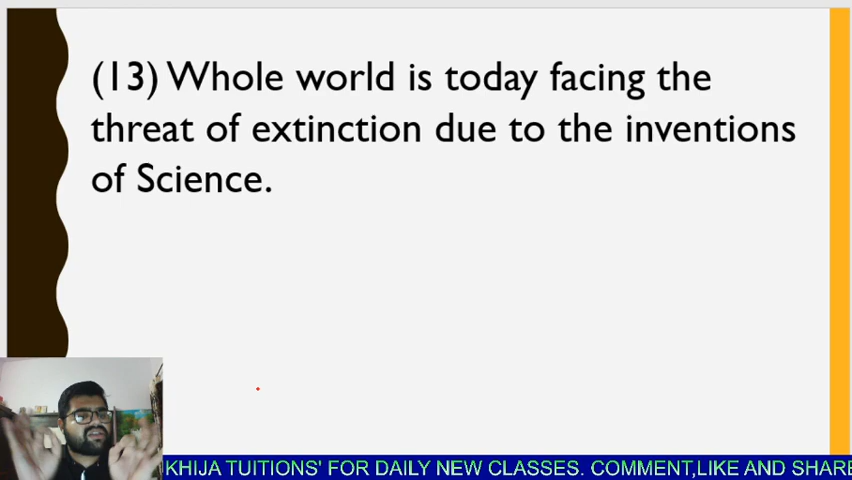 (13) Whole world is today facing the
threat of extinction due to the inventions
of Science.
KHIJA TUITIONS' FOR DAILY NEW CLASSES. COMMENT,LIKE AND SHARE